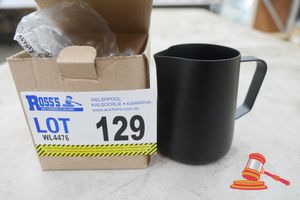 ROSS'S
WELSHPOOL
KALGOORLIE • KARRATHA
www.auctions.com.au
LOT
129
WL4476